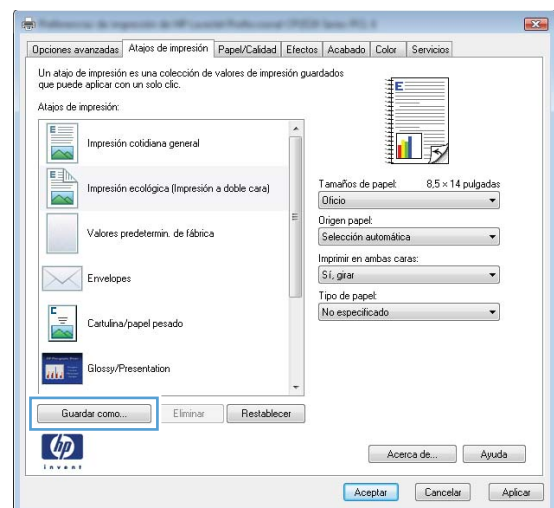 Opciones avanzadas Atajos de impresión Papel/Calidad Efectos Acabado Color Servicios
Un atajo de impresión es una colección de valores de impresión guardados
que puede aplicar con un solo clic.
Atajos de impresión:
Impresión cotidiana general
Impresión ecológica (Impresión a doble cara)
Valores predetermin. de fábrica
Envelopes
Cartulina/papel pesado
Glossy/Presentation
Guardar como... Eliminar Restablecer
E
Tamaños de papel: 8,5 × 14 pulgadas
Oficio
Origen papel:
Selección automática
Imprimir en ambas caras:
Sí, girar
Tipo de papel:
No especificado
hp
invent
Acerca de... Ayuda
Aceptar Cancelar Aplicar